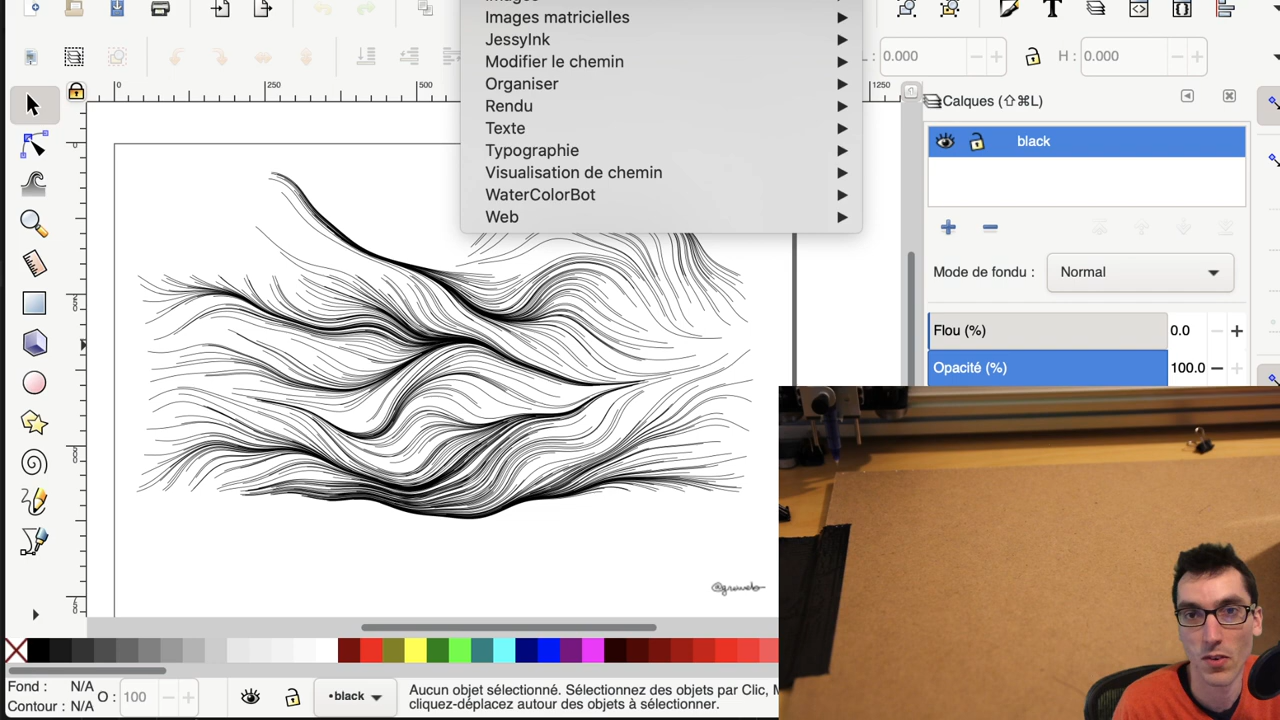 Images matricielles
JessyInk
Modifier le chemin
Organiser
Rendu
Texte
Typographie
Visualisation de chemin
WaterColorBot
Web
0.000
H :
0.000
0
250
500
1250
Calques (⇧⌘L)
black
Mode de fondu :
Normal
Flou (%)
0.0
Opacité (%)
100.0
Fond :
N/A
Contour :
N/A
O :
100
•black
Aucun objet sélectionné. Sélectionnez des objets par Clic, M
cliquez-déplacez autour des objets à sélectionner.